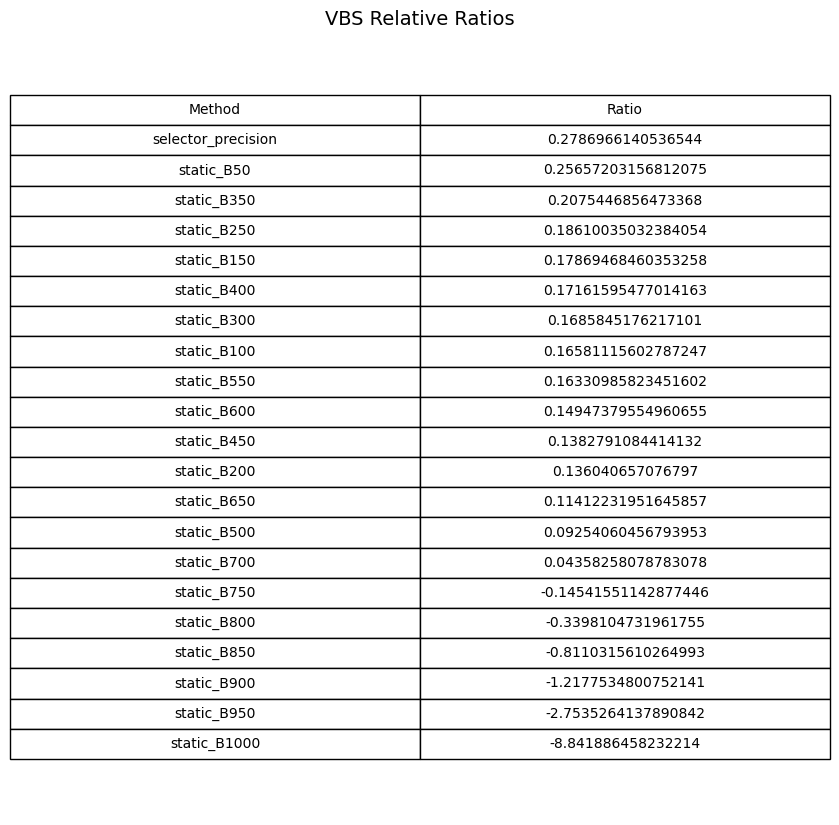 VBS Relative Ratios
Method Ratio
selector_precision 0.2786966140536544
static_B50 0.25657203156812075
static_B350 0.2075446856473368
static_B250 0.18610035032384054
static_B150 0.17869468460353258
static_B400 0.17161595477014163
static_B300 0.1685845176217101
static_B100 0.16581115602787247
static_B550 0.16330985823451602
static_B600 0.14947379554960655
static_B450 0.1382791084414132
static_B200 0.136040657076797
static_B650 0.11412231951645857
static_B500 0.09254060456793953
static_B700 0.04358258078783078
static_B750 -0.14541551142877446
static_B800 -0.3398104731961755
static_B850 -0.8110315610264993
static_B900 -1.2177534800752141
static_B950 -2.7535264137890842
static_B1000 -8.841886458232214